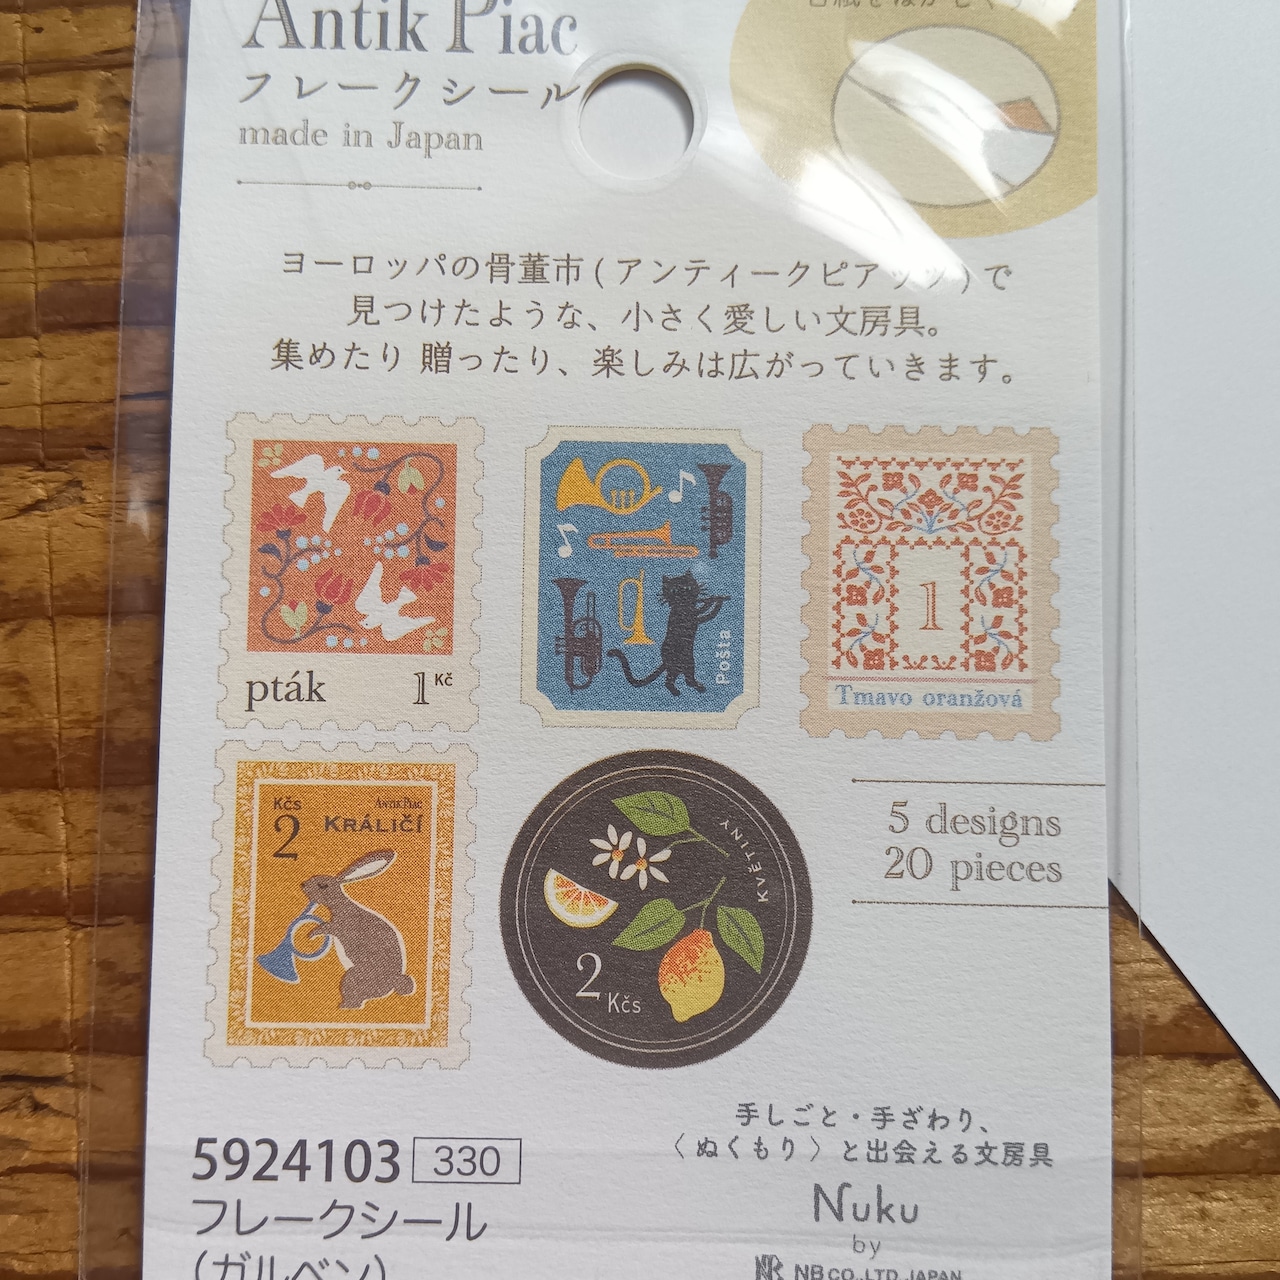 Antik Piac
フレークシール
made in Japan
ヨーロッパの骨董市(アンティークピアッツ)で
見つけたような、小さく愛しい文房具。
集めたり 贈ったり、楽しみは広がっていきます。
pták 1 Kč
Pošta
1
Tmavo oranžová
Kčs
2
Antik Piac
KRÁLIČÍ
KVĚTINY
2 Kčs
5 designs
20 pieces
5924103 330
フレークシール
(ガルベン)
手しごと・手ざわり、
〈ぬくもり〉と出会える文房具
Nuku
by
NB CO.,LTD.JAPAN